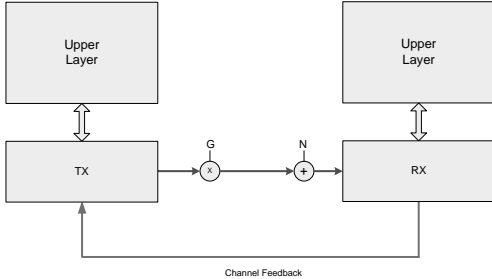 Upper
Layer
Upper
Layer
G
N
TX
x
+
RX
Channel Feedback